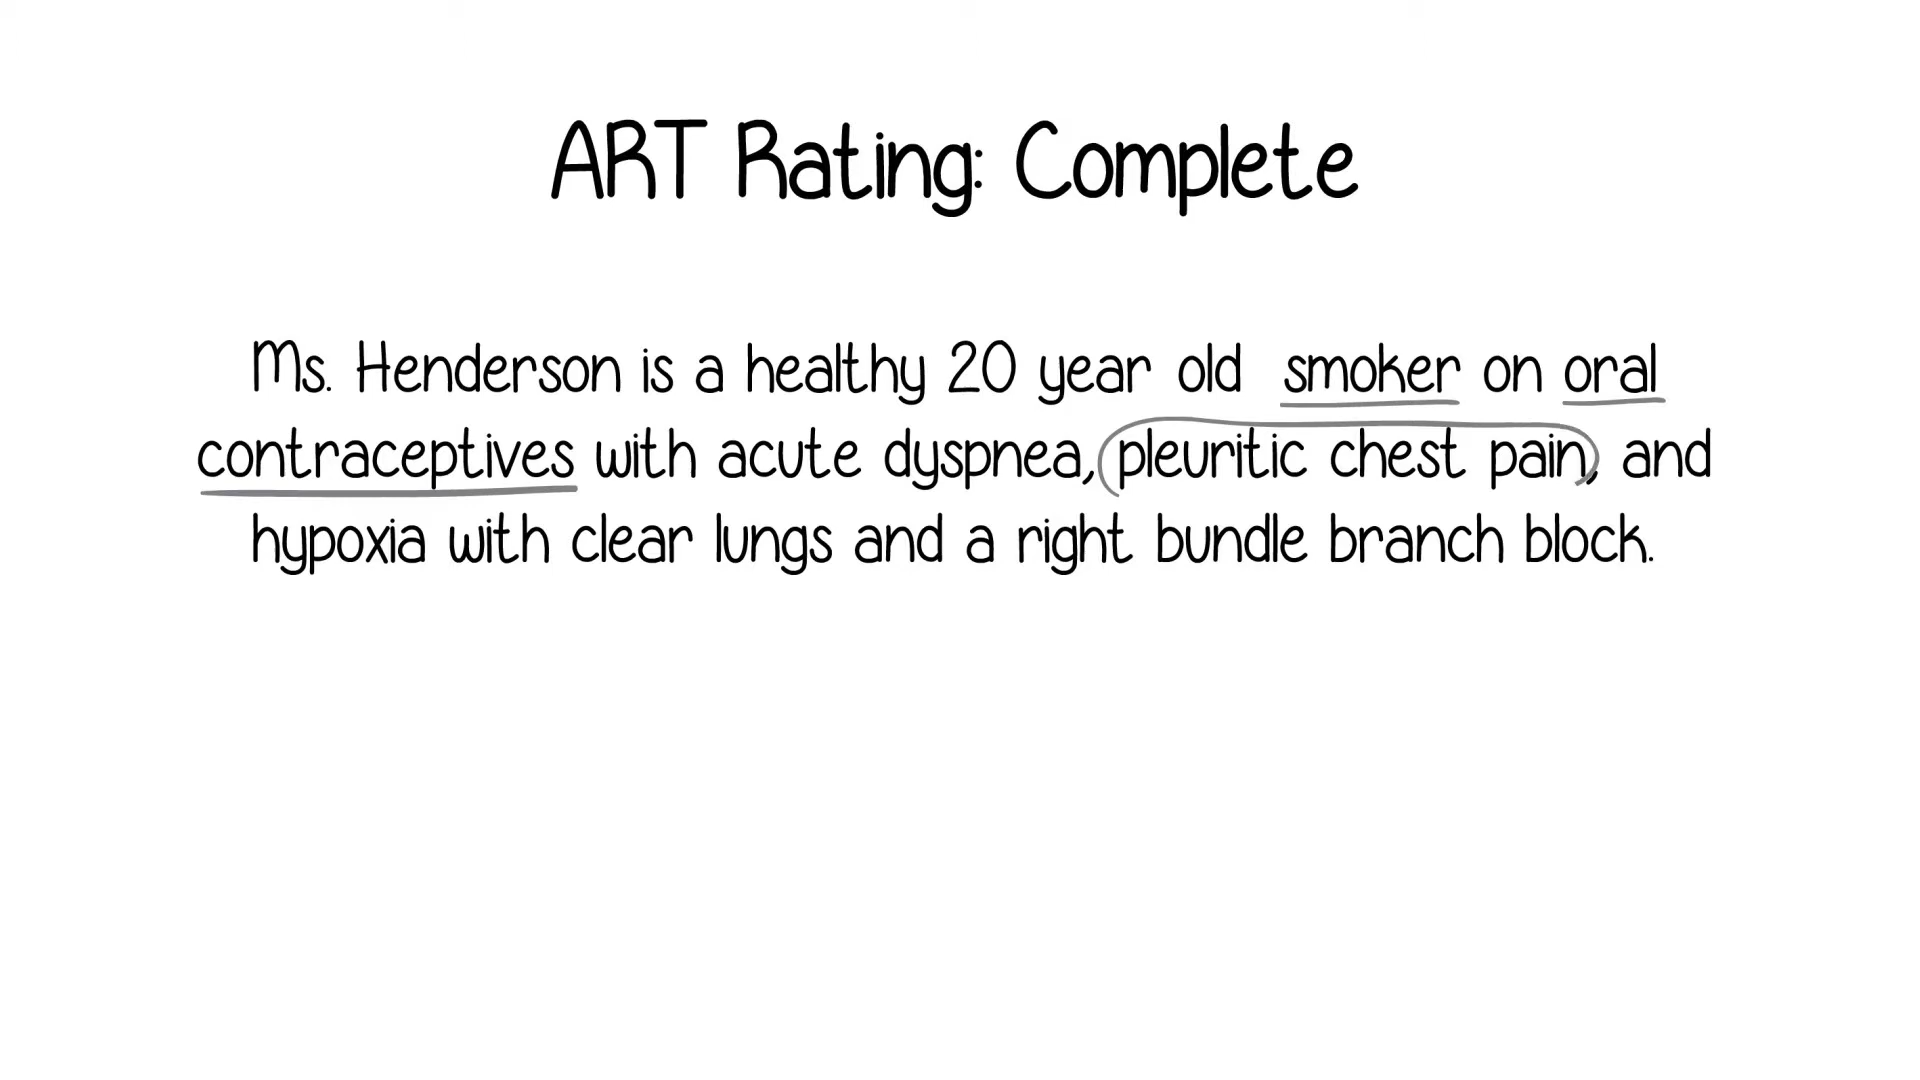 ART Rating: Complete
Ms. Henderson is a healthy 20 year old smoker on oral
contraceptives with acute dyspnea, pleuritic chest pain, and
hypoxia with clear lungs and a right bundle branch block.